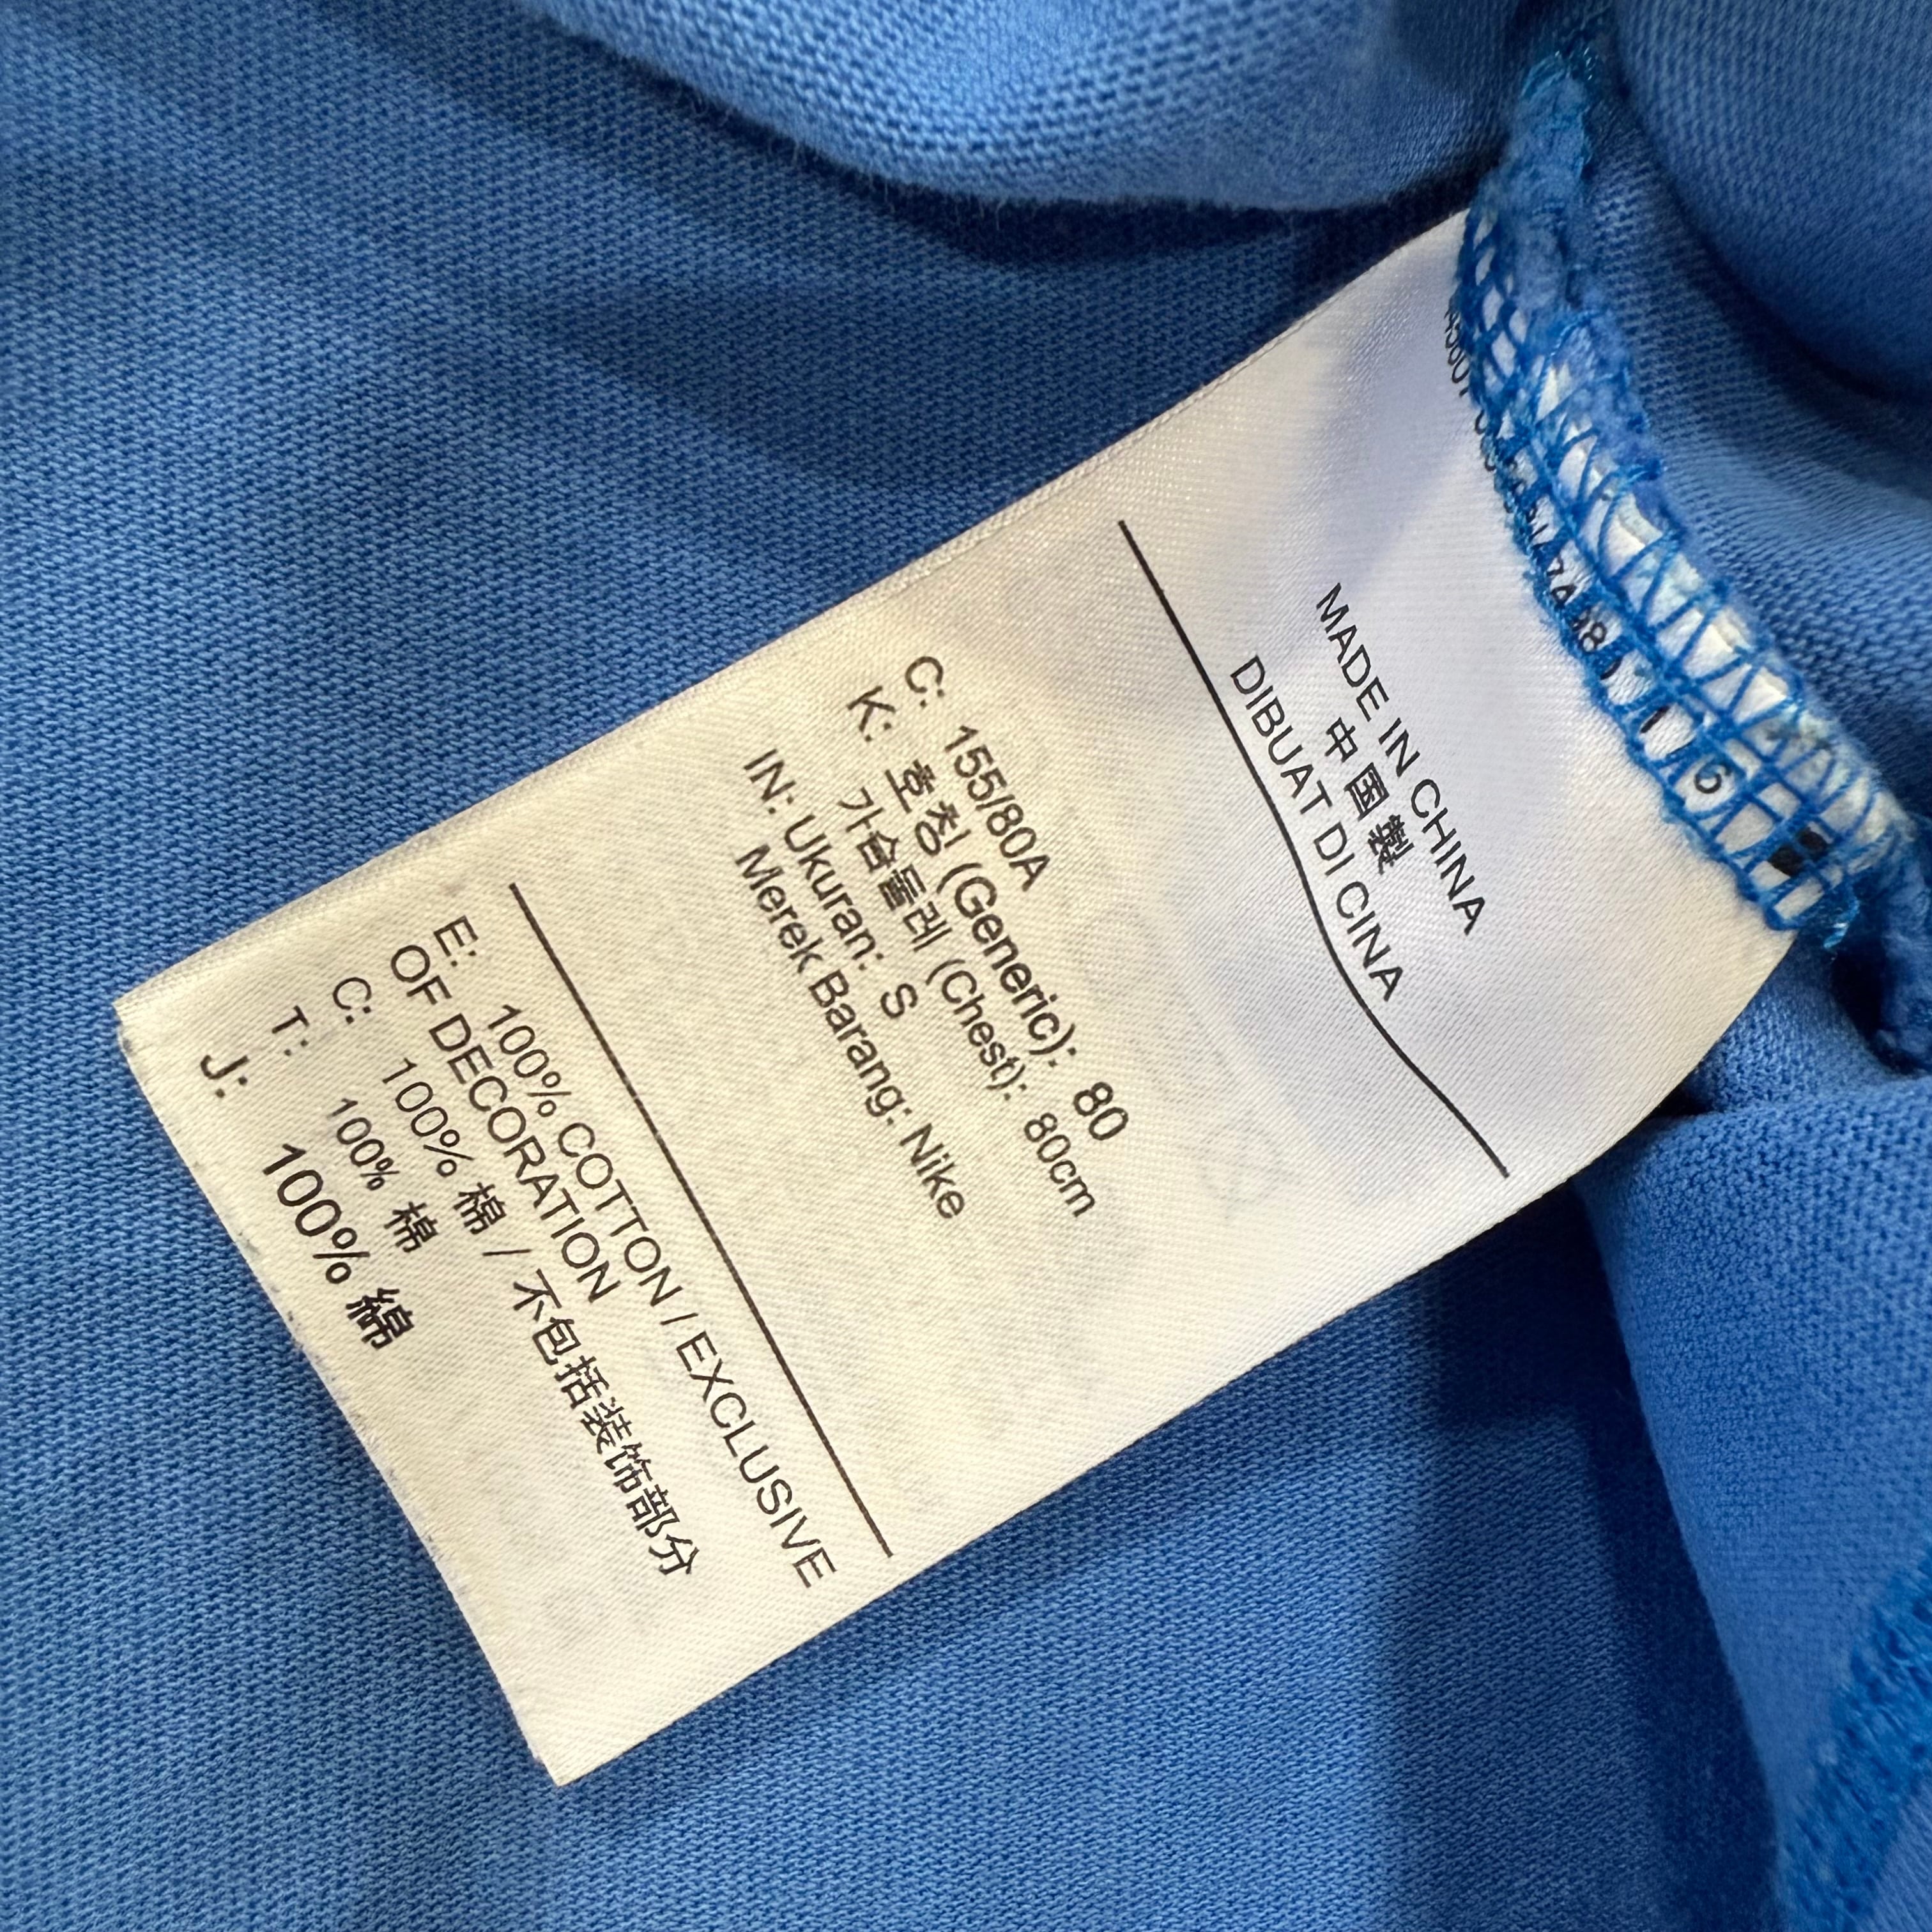 MADE IN CHINA
中国製
DIBUAT DI CINA
C: 155/80A
K: 호칭 (Generic): 80
가슴둘레 (Chest): 80cm
IN: Ukuran: S
Merek Barang: Nike
E: 100% COTTON / EXCLUSIVE
OF DECORATION
C: 100% 棉 / 不包括装饰部分
T: 100% 棉
J: 100% 綿